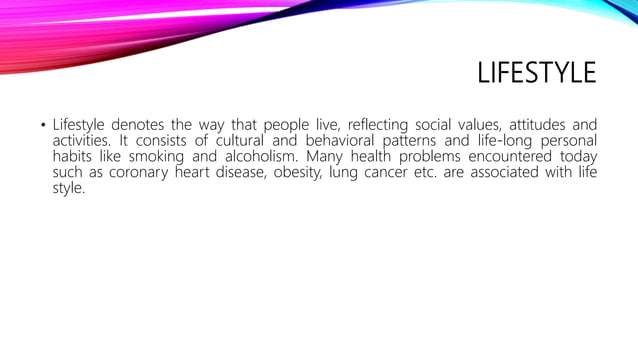 LIFESTYLE
• Lifestyle denotes the way that people live, reflecting social values, attitudes and
activities. It consists of cultural and behavioral patterns and life-long personal
habits like smoking and alcoholism. Many health problems encountered today
such as coronary heart disease, obesity, lung cancer etc. are associated with life
style.